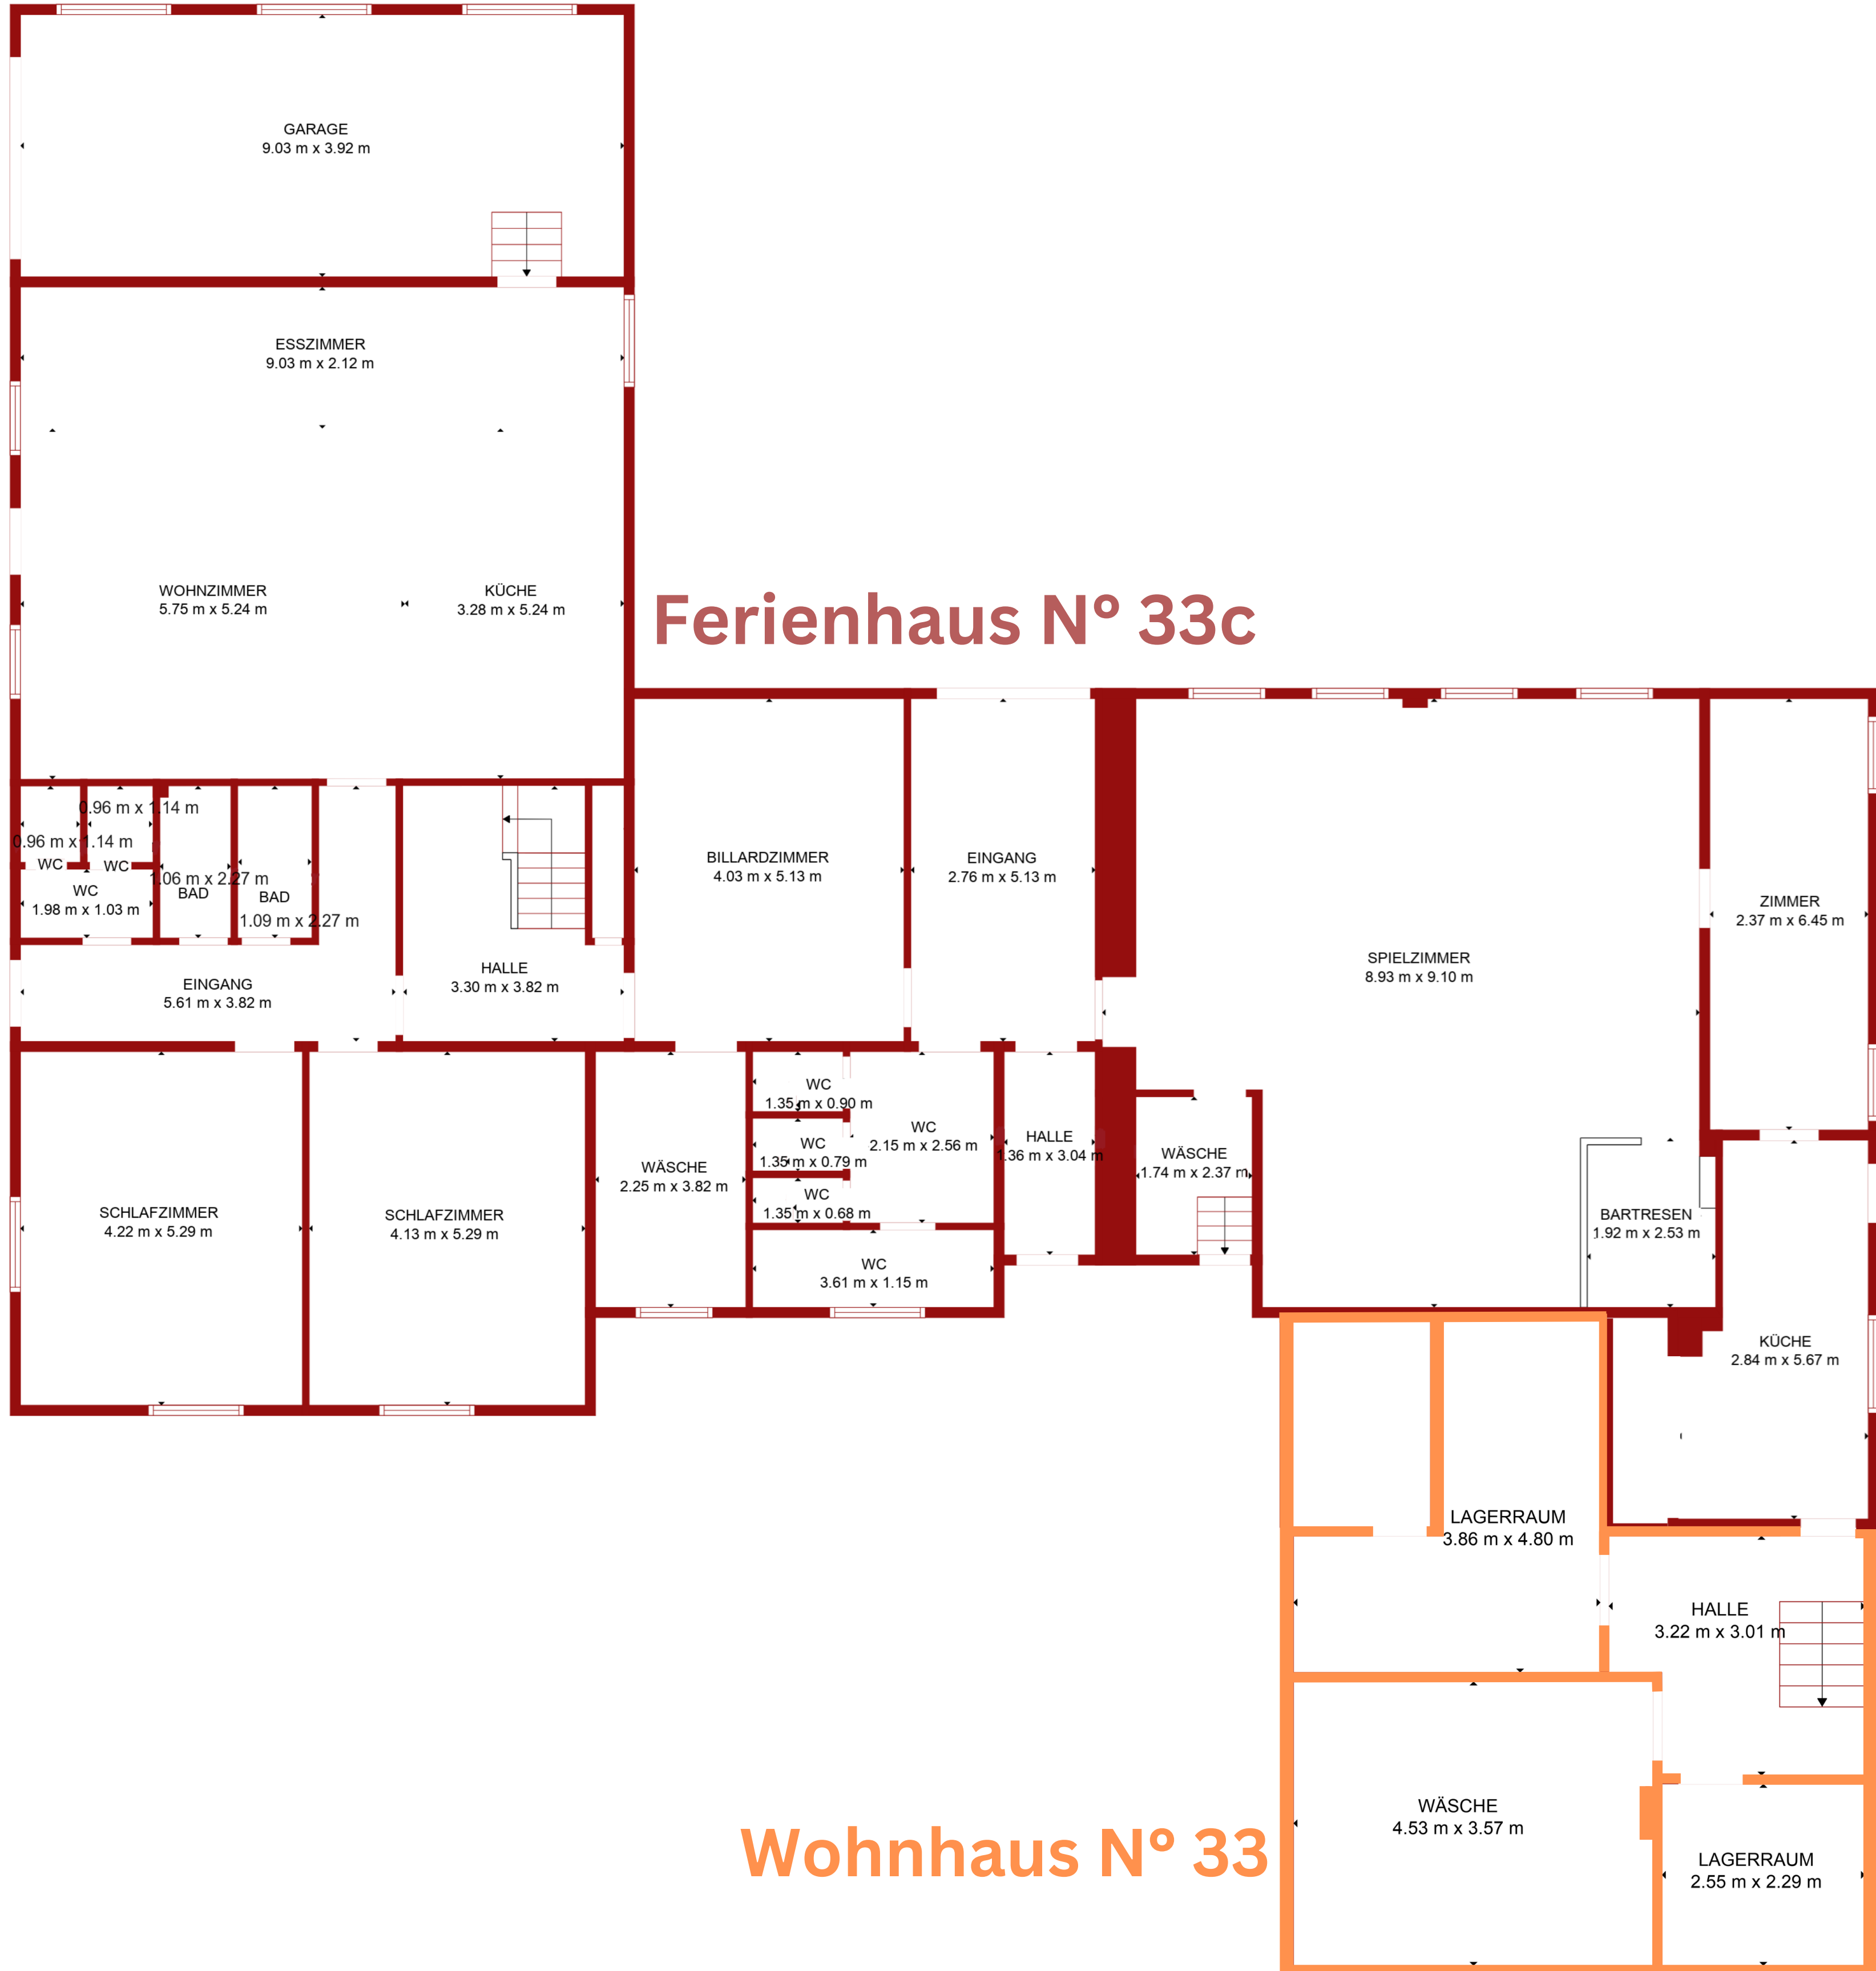 GARAGE
9.03 m x 3.92 m
ESSZIMMER
9.03 m x 2.12 m
WOHNZIMMER
5.75 m x 5.24 m
KÜCHE
3.28 m x 5.24 m
Ferienhaus N° 33c
0.96 m x 1.14 m
0.96 m x 1.14 m
WC
WC
WC
1.98 m x 1.03 m
1.06 m x 2.27 m
BAD
BAD
1.09 m x 2.27 m
EINGANG
5.61 m x 3.82 m
HALLE
3.30 m x 3.82 m
BILLARDZIMMER
4.03 m x 5.13 m
EINGANG
2.76 m x 5.13 m
SPIELZIMMER
8.93 m x 9.10 m
ZIMMER
2.37 m x 6.45 m
SCHLAFZIMMER
4.22 m x 5.29 m
SCHLAFZIMMER
4.13 m x 5.29 m
WÄSCHE
2.25 m x 3.82 m
WC
1.35 m x 0.90 m
WC
1.35 m x 0.79 m
WC
1.35 m x 0.68 m
WC
2.15 m x 2.56 m
WC
3.61 m x 1.15 m
HALLE
1.36 m x 3.04 m
WÄSCHE
1.74 m x 2.37 m
BARTRESEN
1.92 m x 2.53 m
KÜCHE
2.84 m x 5.67 m
LAGERRAUM
3.86 m x 4.80 m
HALLE
3.22 m x 3.01 m
WÄSCHE
4.53 m x 3.57 m
LAGERRAUM
2.55 m x 2.29 m
Wohnhaus N° 33